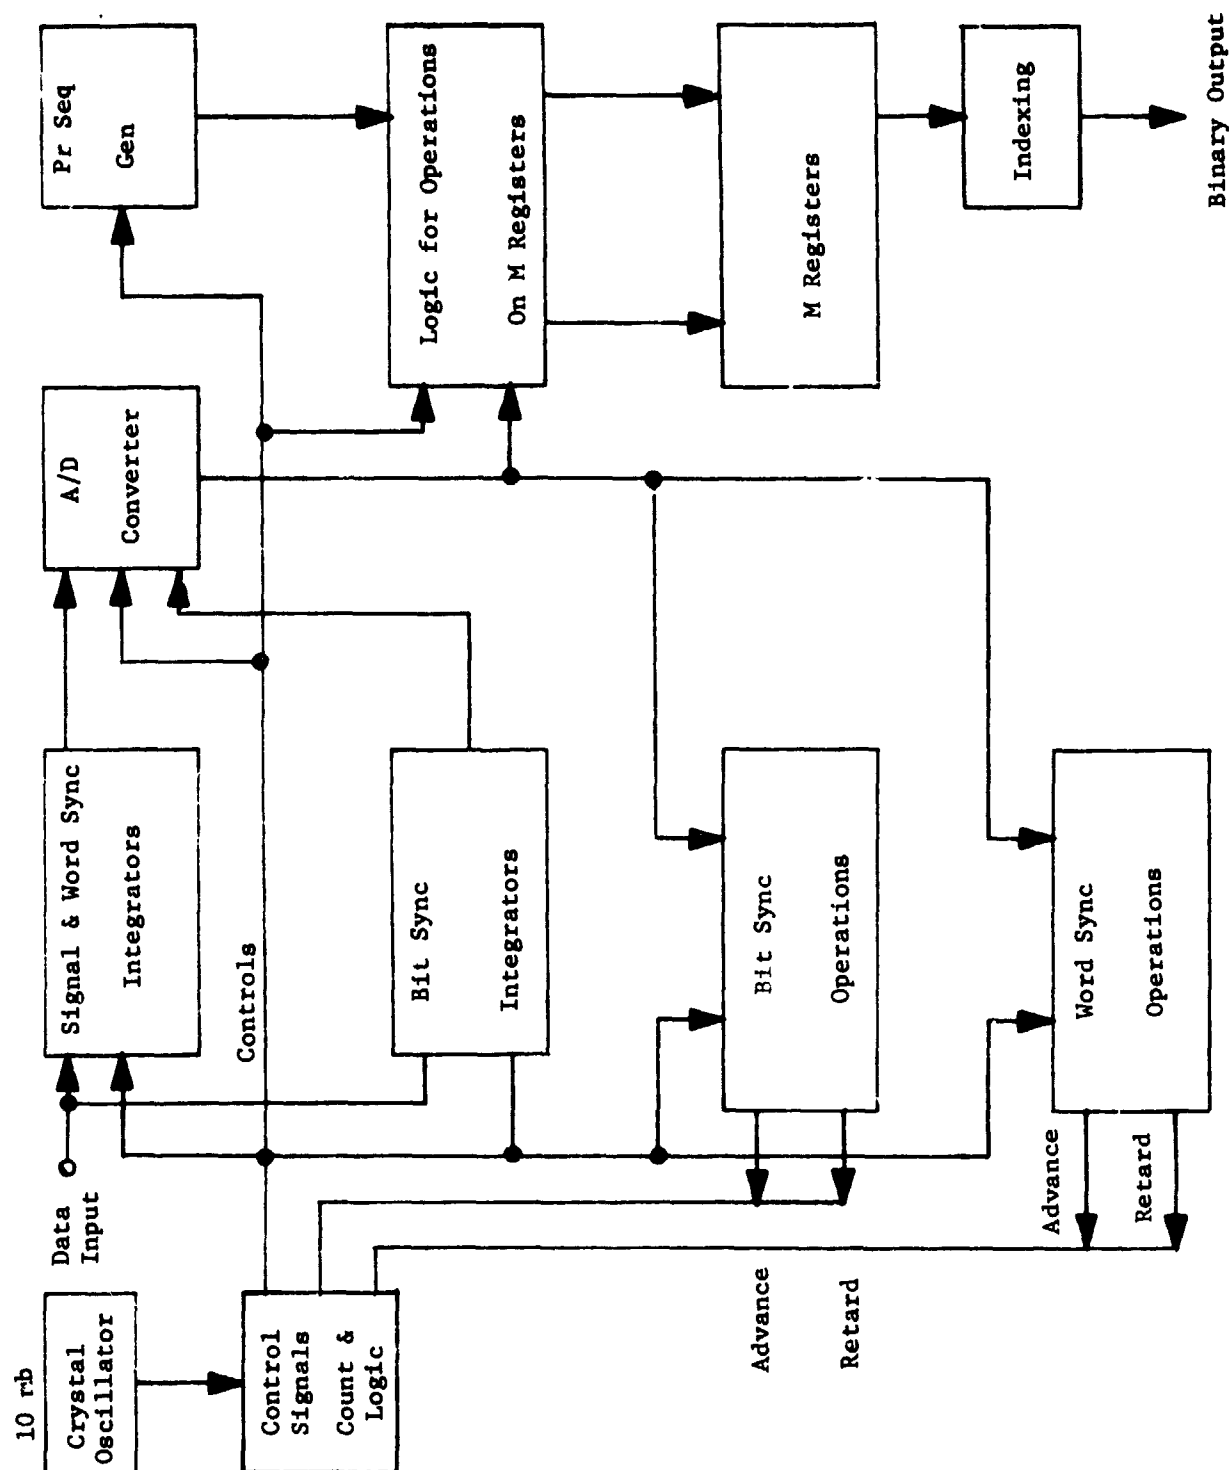 10 mb
Crystal
Oscillator
Control
Signals
Count &
Logic
Data
Input
Controls
Signal & Word Sync
Integrators
Bit Sync
Integrators
Bit Sync
Operations
Advance
Retard
Word Sync
Operations
Advance
Retard
A/D
Converter
Pr Seq
Gen
Logic for Operations
On M Registers
M Registers
Indexing
Binary Output